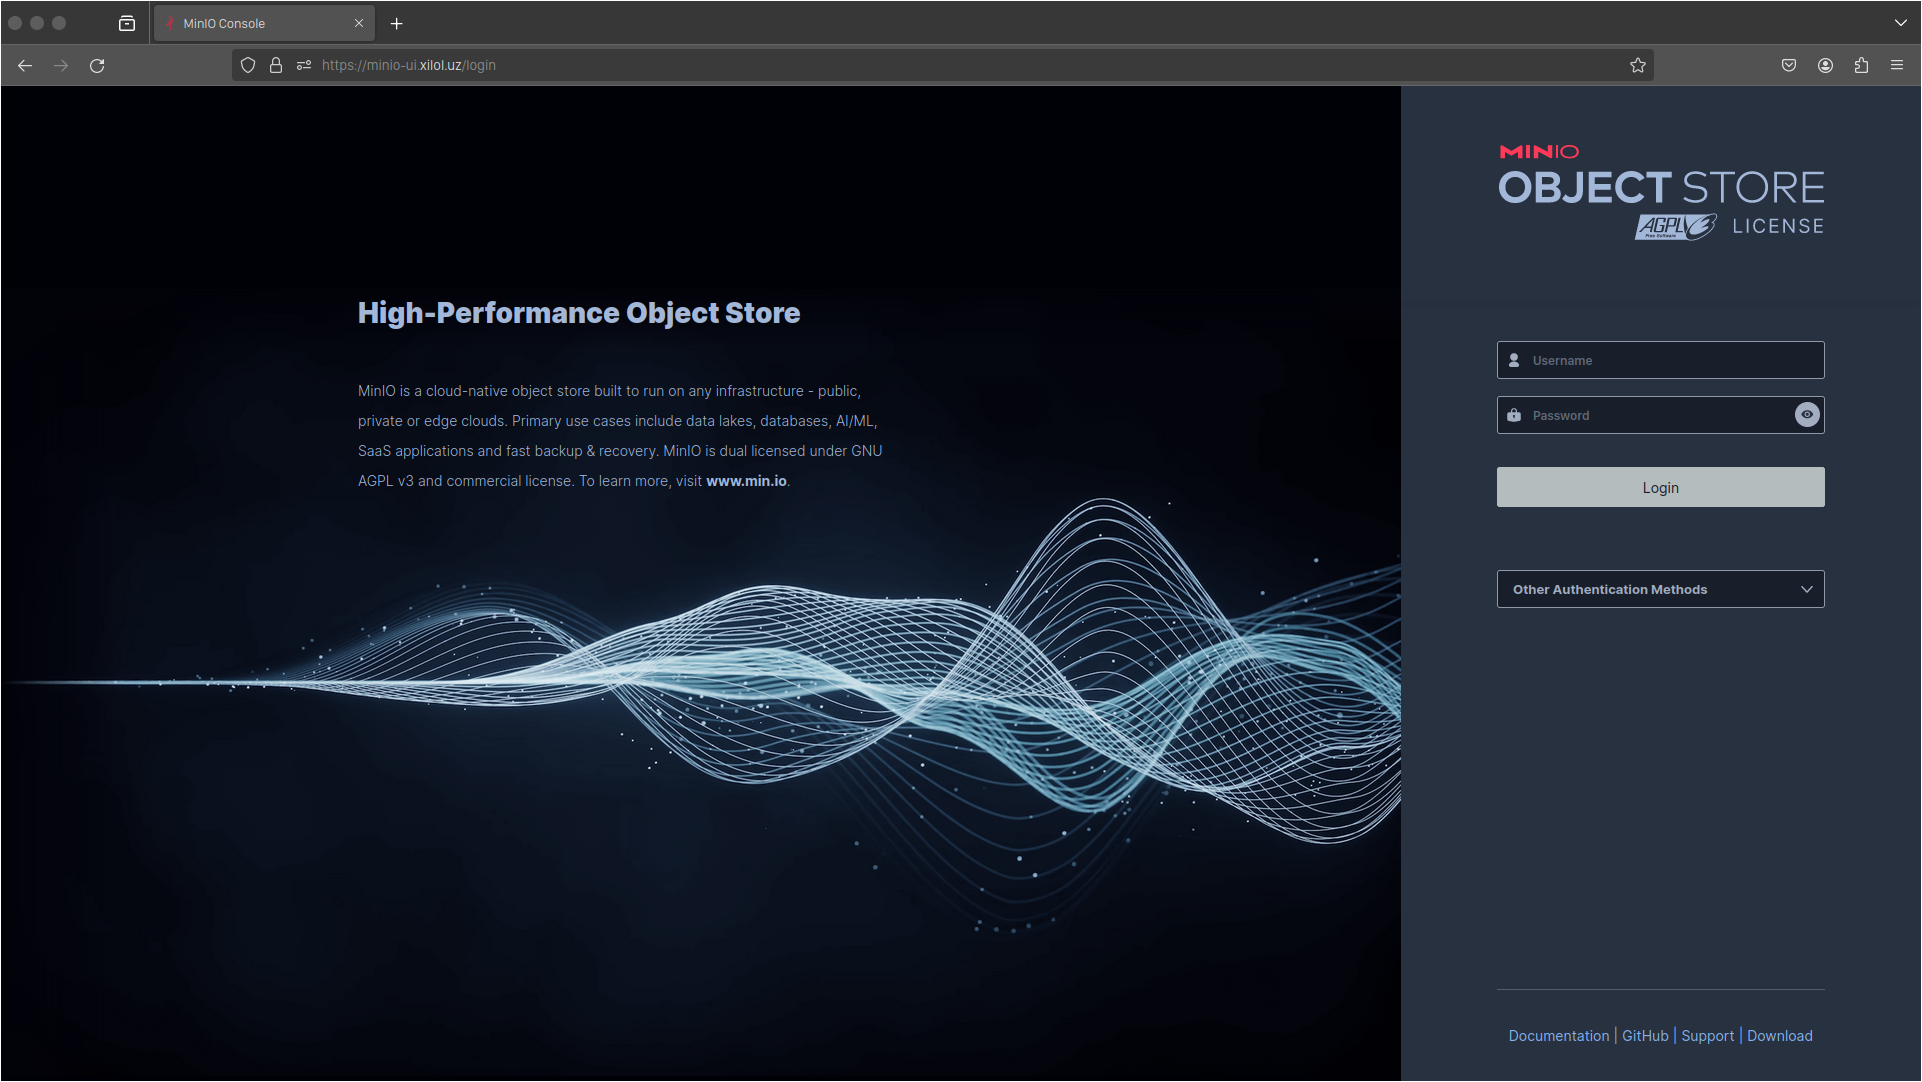 MinIO Console
https://minio-ui.xilol.uz/login
MINIO
OBJECT STORE
AGPL v3 Free Software LICENSE
High-Performance Object Store
MinIO is a cloud-native object store built to run on any infrastructure - public,
private or edge clouds. Primary use cases include data lakes, databases, AI/ML,
SaaS applications and fast backup & recovery. MinIO is dual licensed under GNU
AGPL v3 and commercial license. To learn more, visit www.min.io.
Username
Password
Login
Other Authentication Methods
Documentation | GitHub | Support | Download